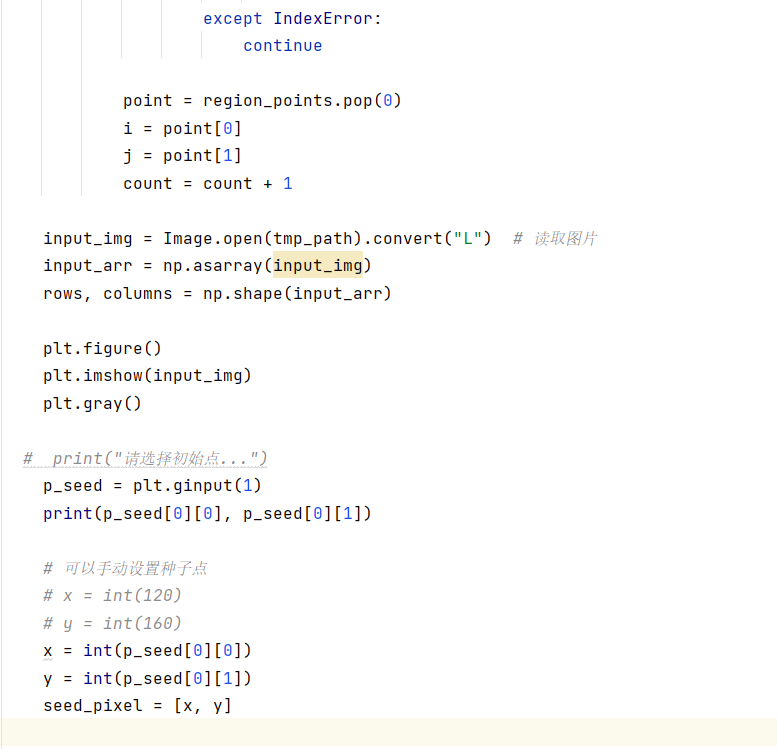 except IndexError:
continue
point = region_points.pop(0)
i = point[0]
j = point[1]
count = count + 1
input_img = Image.open(tmp_path).convert("L")  # 读取图片
input_arr = np.asarray(input_img)
rows, columns = np.shape(input_arr)
plt.figure()
plt.imshow(input_img)
plt.gray()
#  print("请选择初始点...")
p_seed = plt.ginput(1)
print(p_seed[0][0], p_seed[0][1])
# 可以手动设置种子点
# x = int(120)
# y = int(160)
x = int(p_seed[0][0])
y = int(p_seed[0][1])
seed_pixel = [x, y]